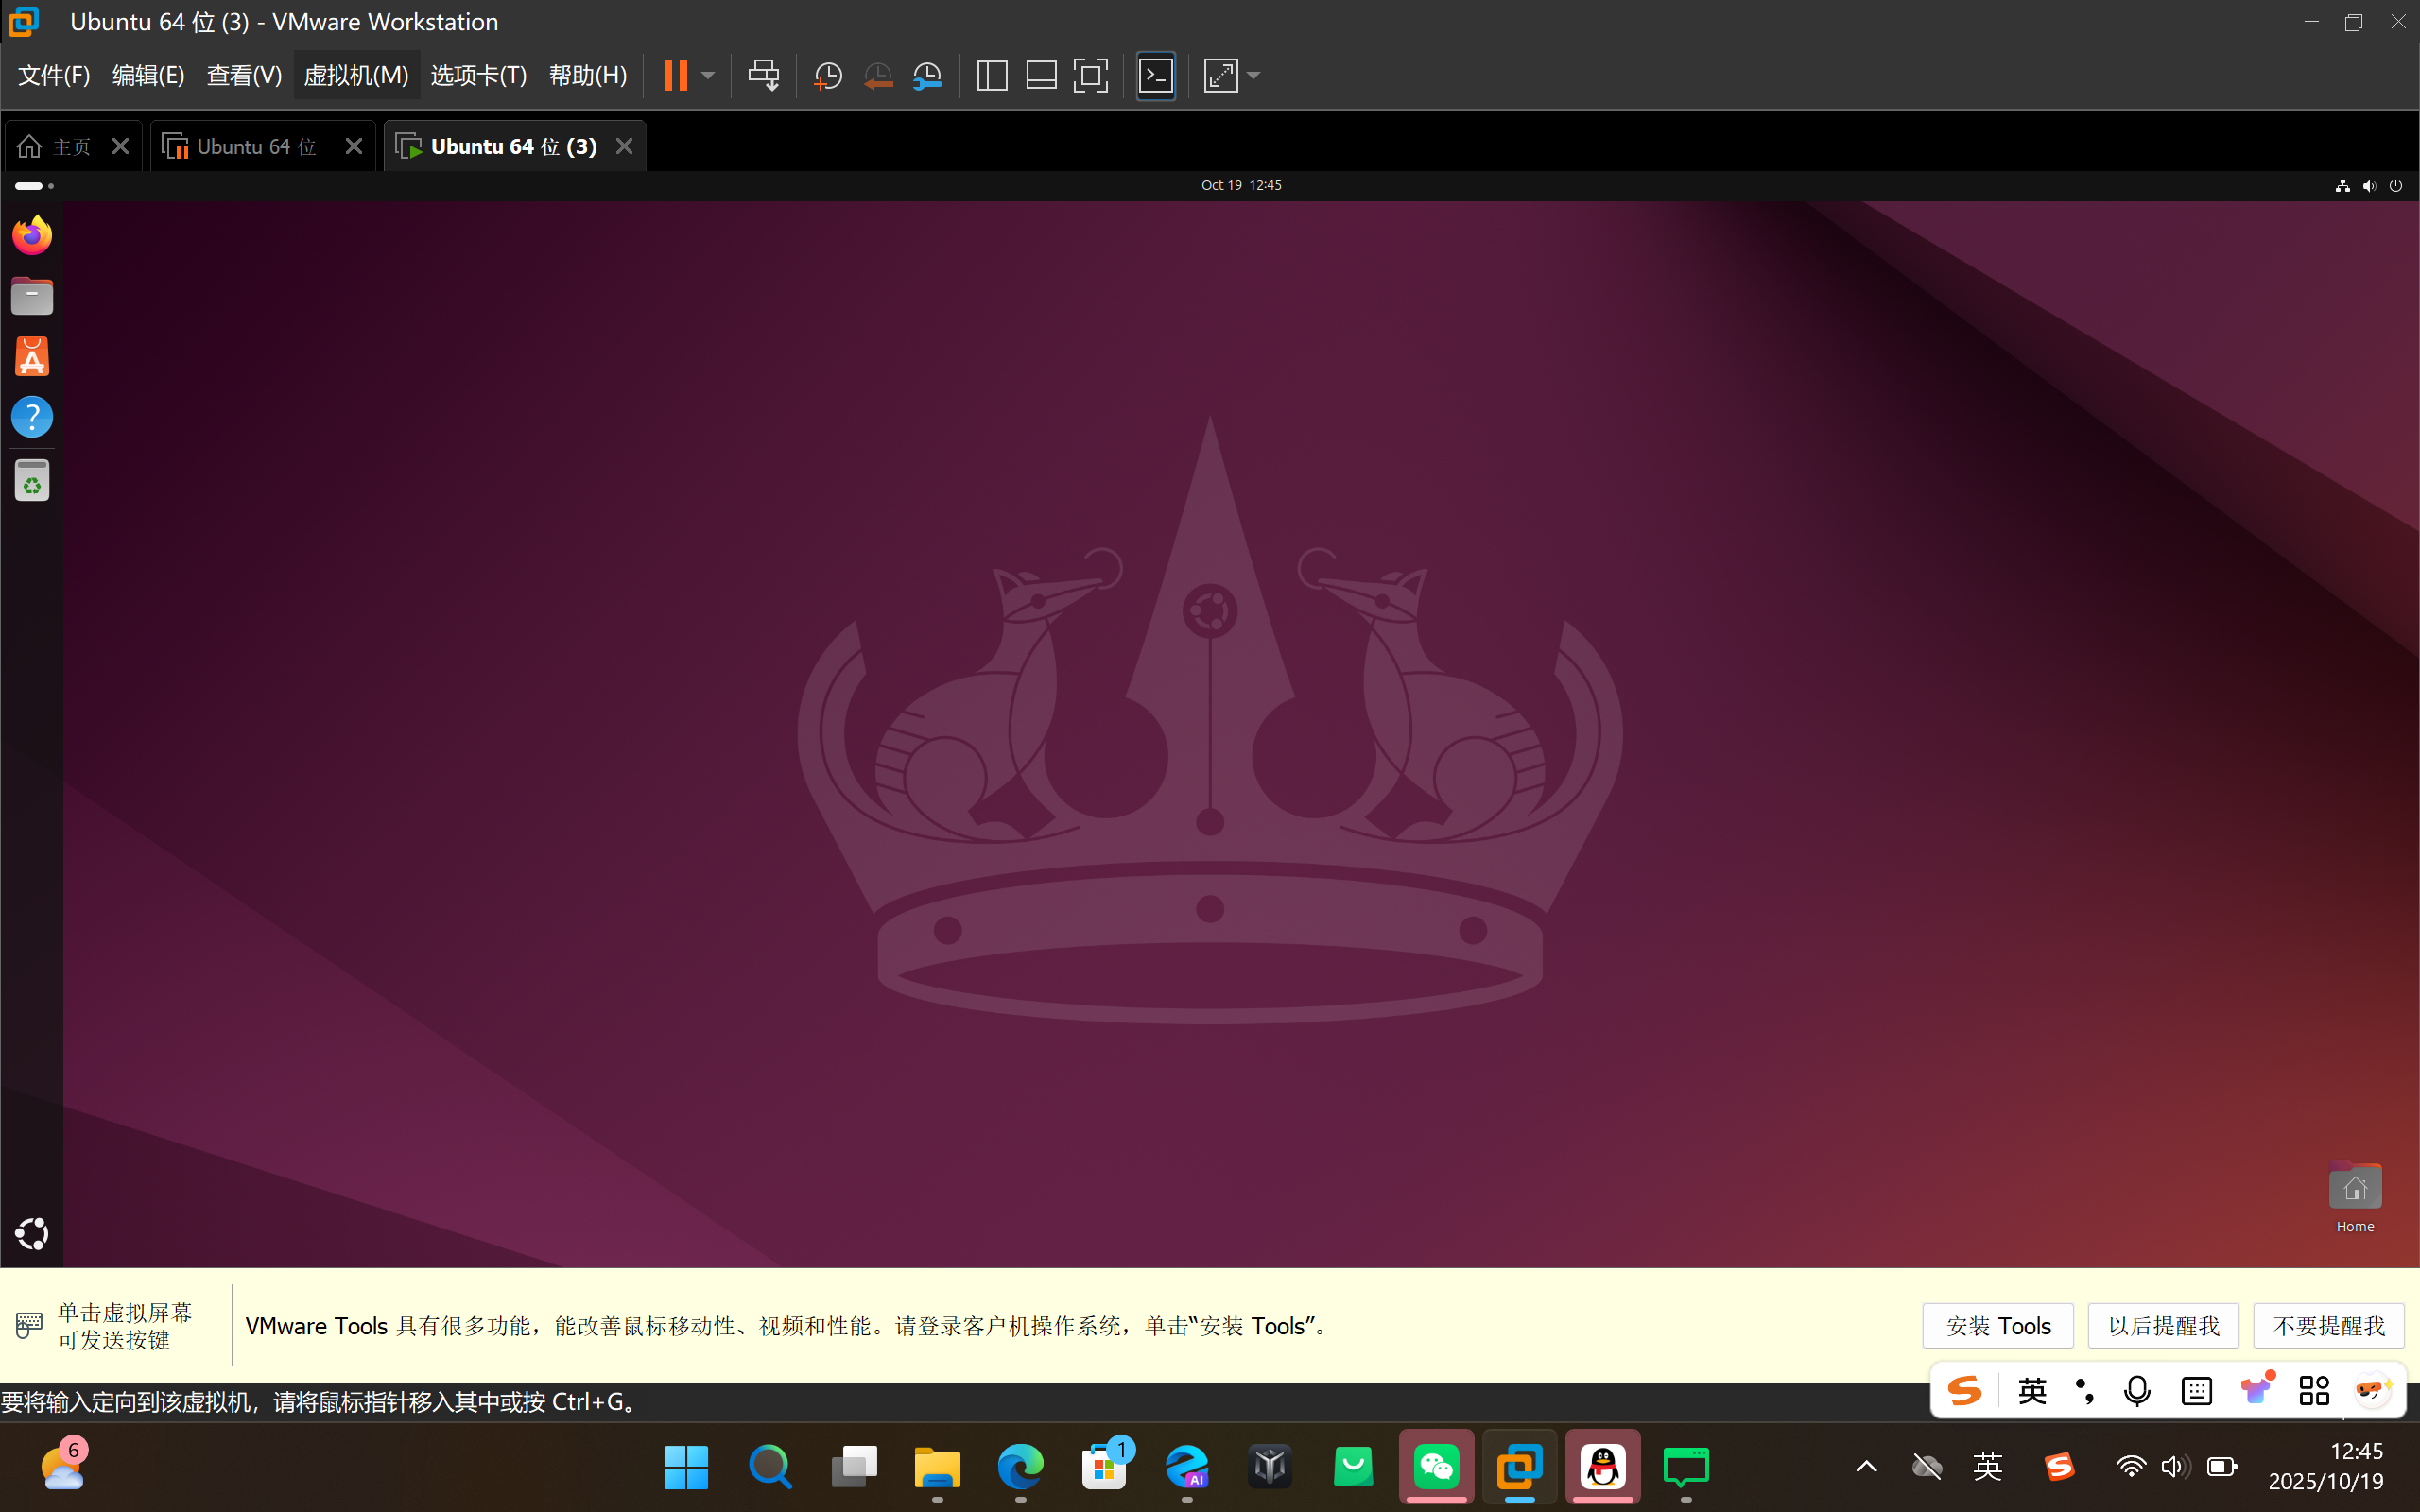 Ubuntu 64 位 (3) - VMware Workstation
文件(F) 编辑(E) 查看(V) 虚拟机(M) 选项卡(T) 帮助(H)
主页 Ubuntu 64 位 Ubuntu 64 位 (3)
Oct 19 12:45
Home
单击虚拟屏幕
可发送按键
VMware Tools 具有很多功能，能改善鼠标移动性、视频和性能。请登录客户机操作系统，单击“安装 Tools”。
安装 Tools 以后提醒我 不要提醒我
要将输入定向到该虚拟机，请将鼠标指针移入其中或按 Ctrl+G。
英
6
1
AI
英
12:45
2025/10/19